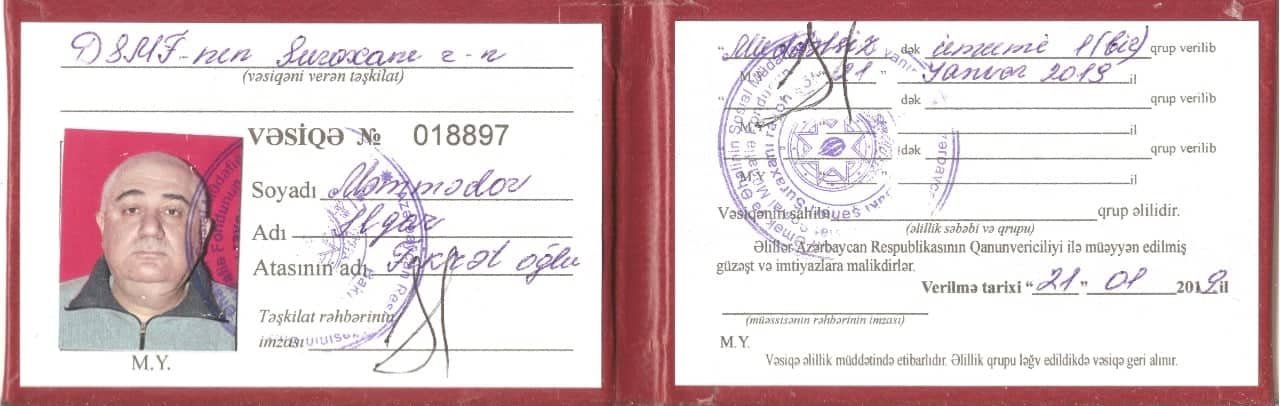 DSMF-nın Suraxanı r-n
(vəsiqəni verən təşkilat)
VƏSİQƏ № 018897
Soyadı Məmmədov
Adı İlqar
Atasının adı Fikrət oğlu
Təşkilat rəhbərinin
imzası
M.Y.
"Müddətsiz dək ümumi 1 (bir) qrup verilib
M.Y. "21" Yanvar 2019 il
" dək qrup verilib
M.Y. " il
" dək qrup verilib
M.Y " il
Vəsiqənin sahibi qrup əlilidir.
(əlillik səbəbi və qrupu)
Əlillər Azərbaycan Respublikasının Qanunvericiliyi ilə müəyyən edilmiş
güzəşt və imtiyazlara malikdirlər.
Verilmə tarixi "21" 01 2019 il
(müəssisənin rəhbərinin imzası)
M.Y.
Vəsiqə əlillik müddətində etibarlıdır. Əlillik qrupu ləğv edildikdə vəsiqə geri alınır.